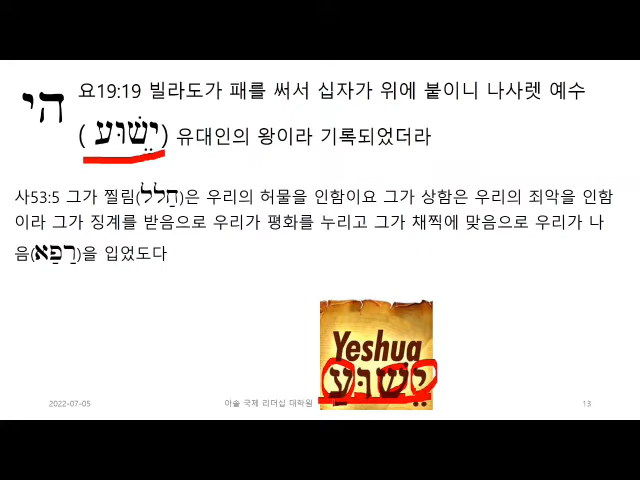 הי
요19:19 빌라도가 패를 써서 십자가 위에 붙이니 나사렛 예수
( יֵשׁוּעַ) 유대인의 왕이라 기록되었더라
사53:5 그가 찔림(חָלַל)은 우리의 허물을 인함이요 그가 상함은 우리의 죄악을 인함
이라 그가 징계를 받음으로 우리가 평화를 누리고 그가 채찍에 맞음으로 우리가 나
음(רַפַא)을 입었도다
Yeshua
יֵשׁוּעַ
2022-07-05
아솔 국제 리더십 대학원
13